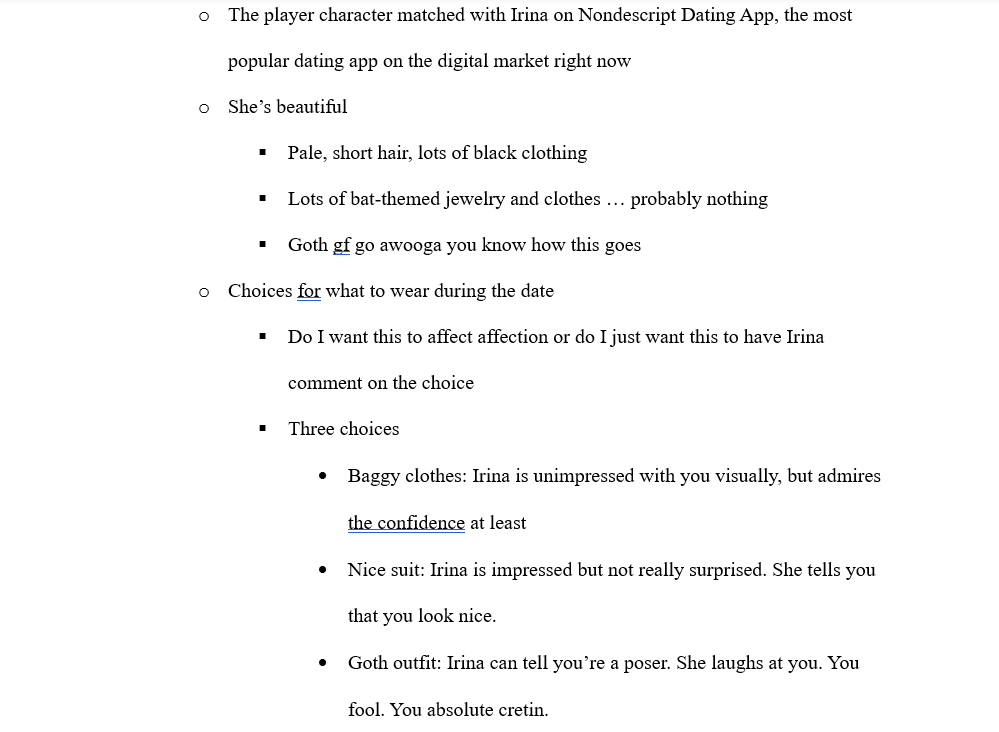 o The player character matched with Irina on Nondescript Dating App, the most
popular dating app on the digital market right now
o She’s beautiful
▪ Pale, short hair, lots of black clothing
▪ Lots of bat-themed jewelry and clothes … probably nothing
▪ Goth gf go awooga you know how this goes
o Choices for what to wear during the date
▪ Do I want this to affect affection or do I just want this to have Irina
comment on the choice
▪ Three choices
• Baggy clothes: Irina is unimpressed with you visually, but admires
the confidence at least
• Nice suit: Irina is impressed but not really surprised. She tells you
that you look nice.
• Goth outfit: Irina can tell you’re a poser. She laughs at you. You
fool. You absolute cretin.